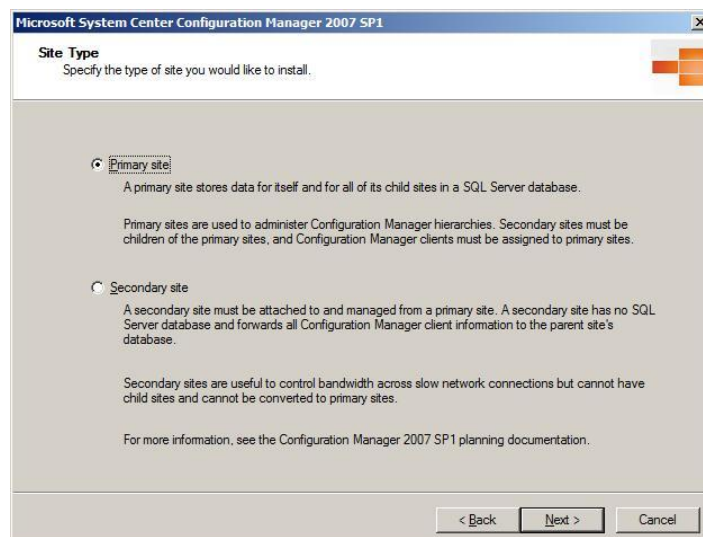 Microsoft System Center Configuration Manager 2007 SP1
Site Type
Specify the type of site you would like to install.
Primary site
A primary site stores data for itself and for all of its child sites in a SQL Server database.
Primary sites are used to administer Configuration Manager hierarchies. Secondary sites must be
children of the primary sites, and Configuration Manager clients must be assigned to primary sites.
Secondary site
A secondary site must be attached to and managed from a primary site. A secondary site has no SQL
Server database and forwards all Configuration Manager client information to the parent site's
database.
Secondary sites are useful to control bandwidth across slow network connections but cannot have
child sites and cannot be converted to primary sites.
For more information, see the Configuration Manager 2007 SP1 planning documentation.
< Back Next > Cancel